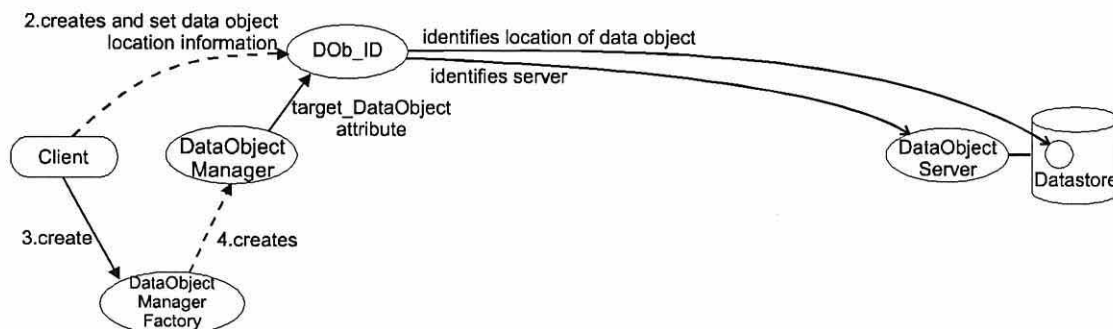 2.creates and set data object
location information
DOb_ID
identifies location of data object
identifies server
target_DataObject
attribute
Client
DataObject
Manager
DataObject
Server
Datastore
3.create
4.creates
DataObject
Manager
Factory